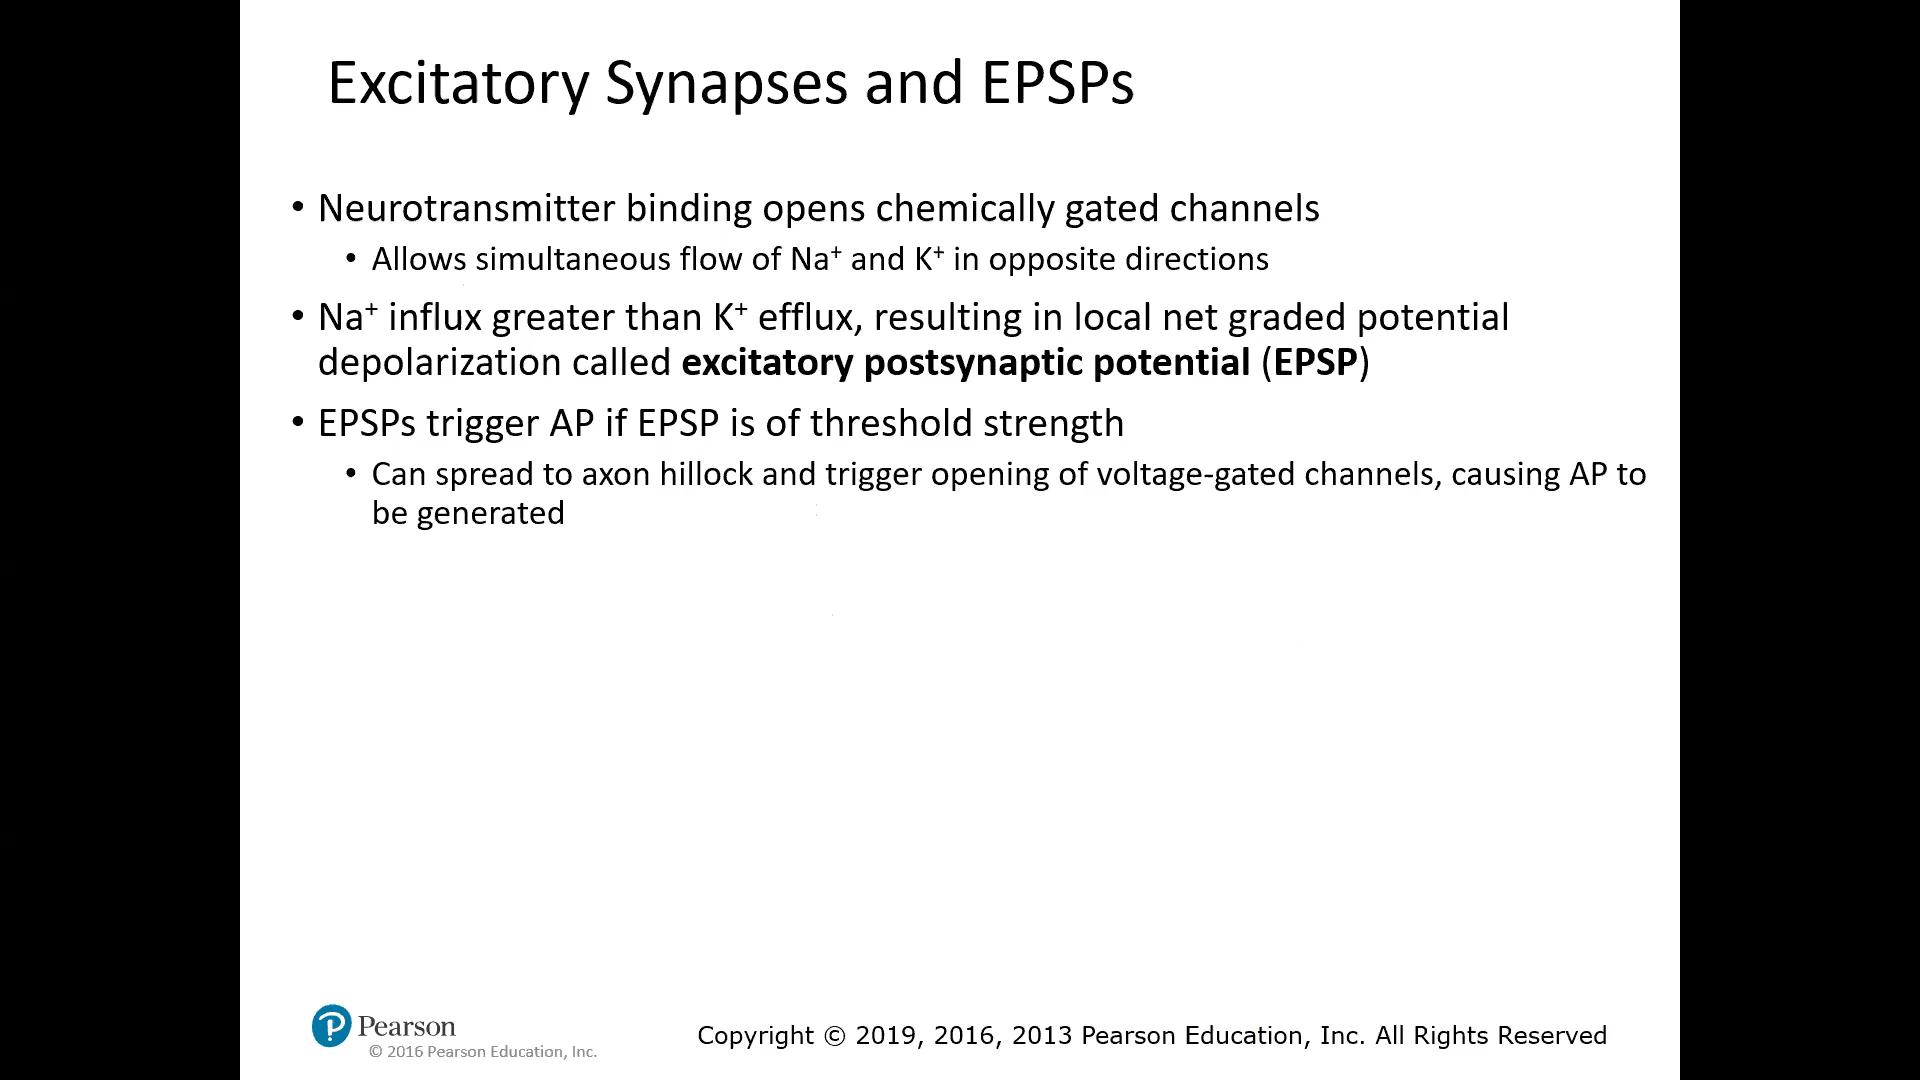 Excitatory Synapses and EPSPs
• Neurotransmitter binding opens chemically gated channels
• Allows simultaneous flow of Na⁺ and K⁺ in opposite directions
• Na⁺ influx greater than K⁺ efflux, resulting in local net graded potential
depolarization called excitatory postsynaptic potential (EPSP)
• EPSPs trigger AP if EPSP is of threshold strength
• Can spread to axon hillock and trigger opening of voltage-gated channels, causing AP to
be generated
Pearson
© 2016 Pearson Education, Inc.
Copyright © 2019, 2016, 2013 Pearson Education, Inc. All Rights Reserved